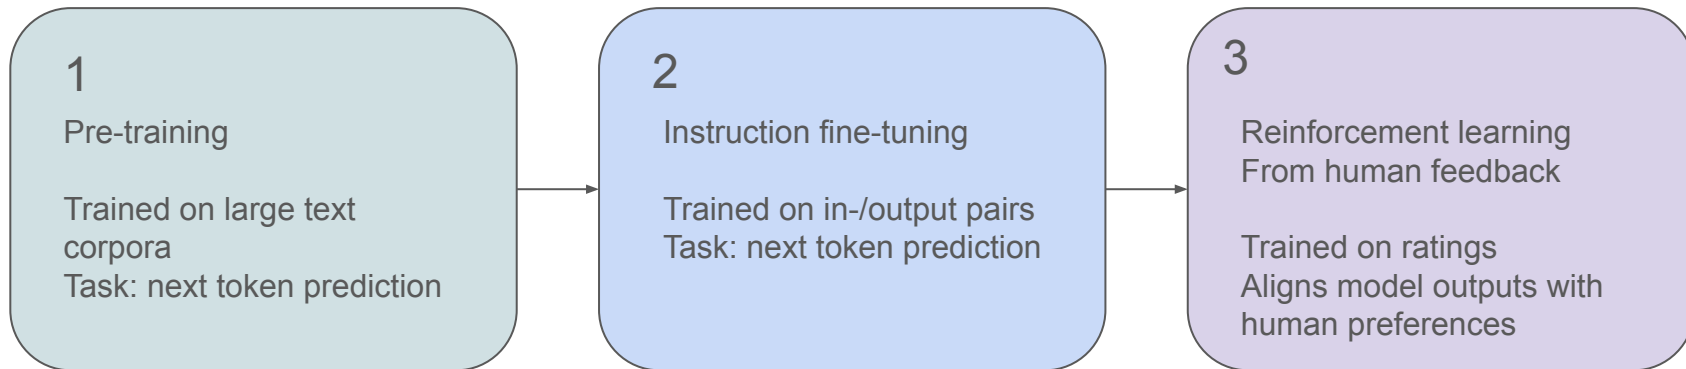 1
Pre-training
Trained on large text
corpora
Task: next token prediction
2
Instruction fine-tuning
Trained on in-/output pairs
Task: next token prediction
3
Reinforcement learning
From human feedback
Trained on ratings
Aligns model outputs with
human preferences